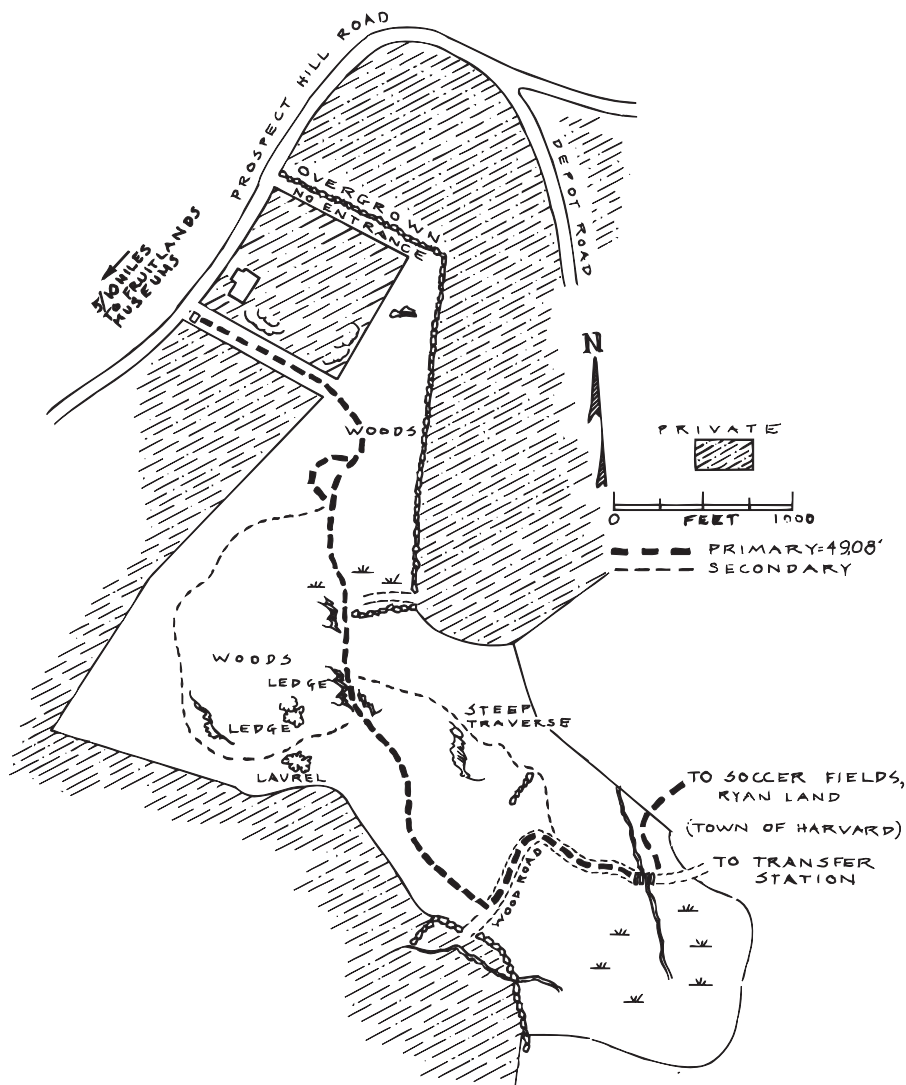 PROSPECT HILL ROAD
DEPOT ROAD
OVERGROWN
NO ENTRANCE
5/10 MILES
TO FRUITLANDS
MUSEUMS
N
WOODS
PRIVATE
0 FEET 1000
PRIMARY=4908'
SECONDARY
WOODS
LEDGE
LEDGE
LAUREL
STEEP
TRAVERSE
TO SOCCER FIELDS,
RYAN LAND
(TOWN OF HARVARD)
TO TRANSFER
STATION
WOOD ROAD